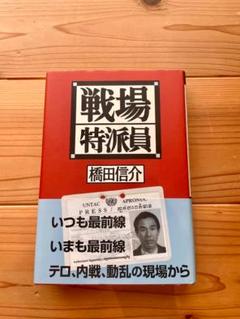 戦場
特派員
橋田信介
UNTAC APRONUC
PRESS
いつも最前線
いまも最前線
テロ、内戦、動乱の現場から